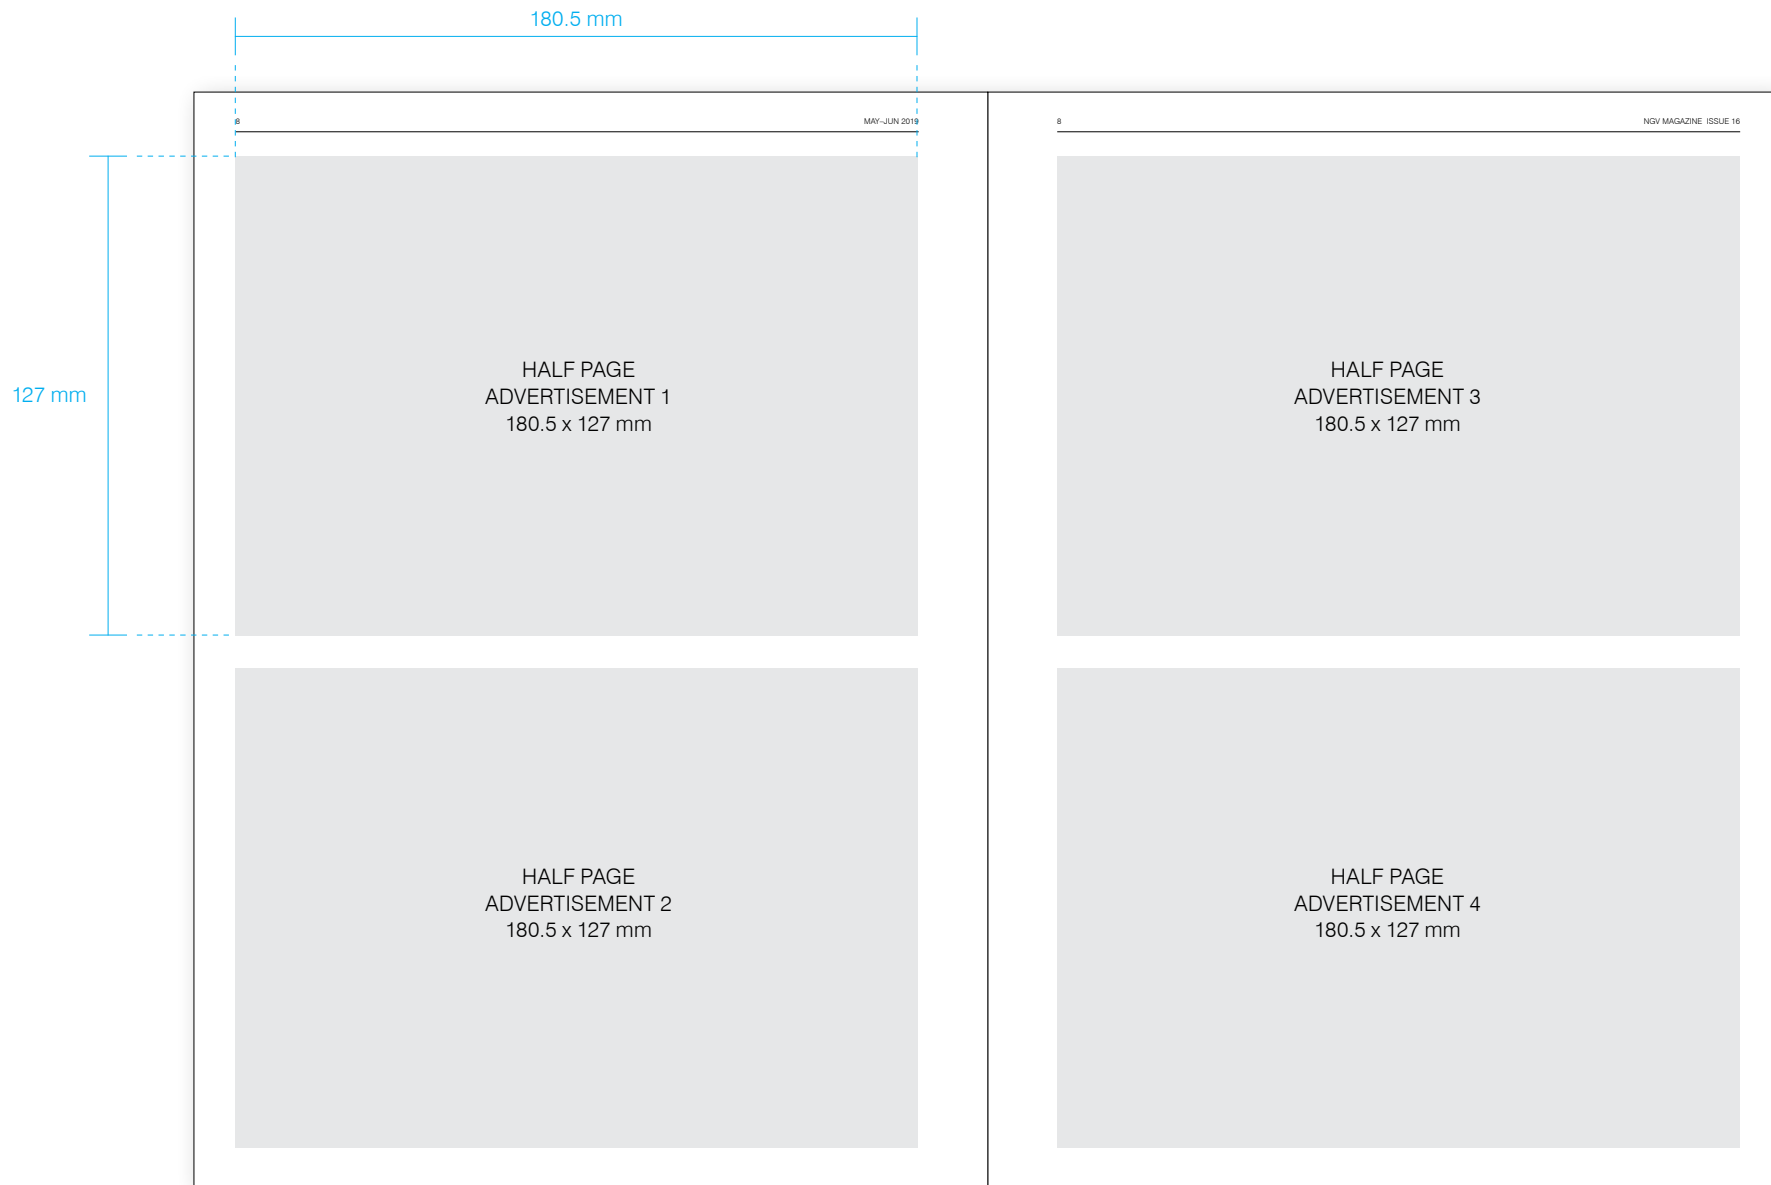 180.5 mm
8
MAY–JUN 2019
8
NGV MAGAZINE ISSUE 16
127 mm
HALF PAGE
ADVERTISEMENT 1
180.5 x 127 mm
HALF PAGE
ADVERTISEMENT 3
180.5 x 127 mm
HALF PAGE
ADVERTISEMENT 2
180.5 x 127 mm
HALF PAGE
ADVERTISEMENT 4
180.5 x 127 mm